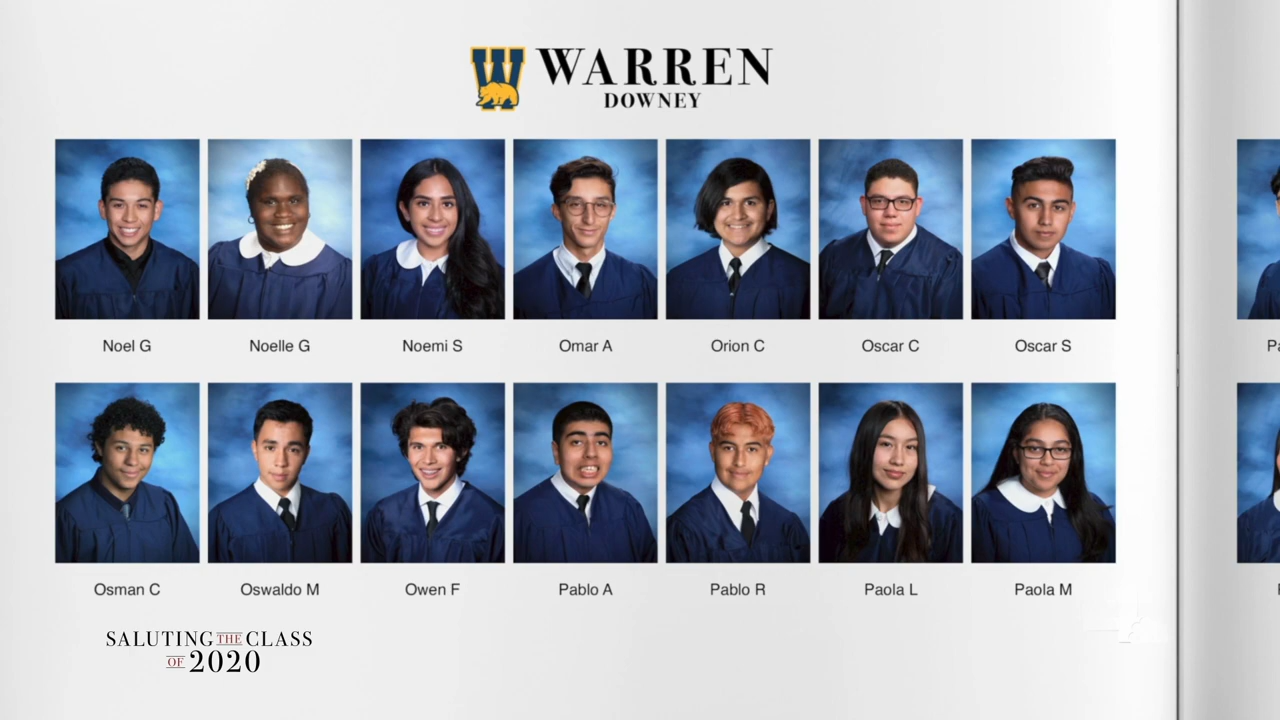 W WARREN
DOWNEY
Noel G
Noelle G
Noemi S
Omar A
Orion C
Oscar C
Oscar S
Osman C
Oswaldo M
Owen F
Pablo A
Pablo R
Paola L
Paola M
SALUTING THE CLASS
OF 2020